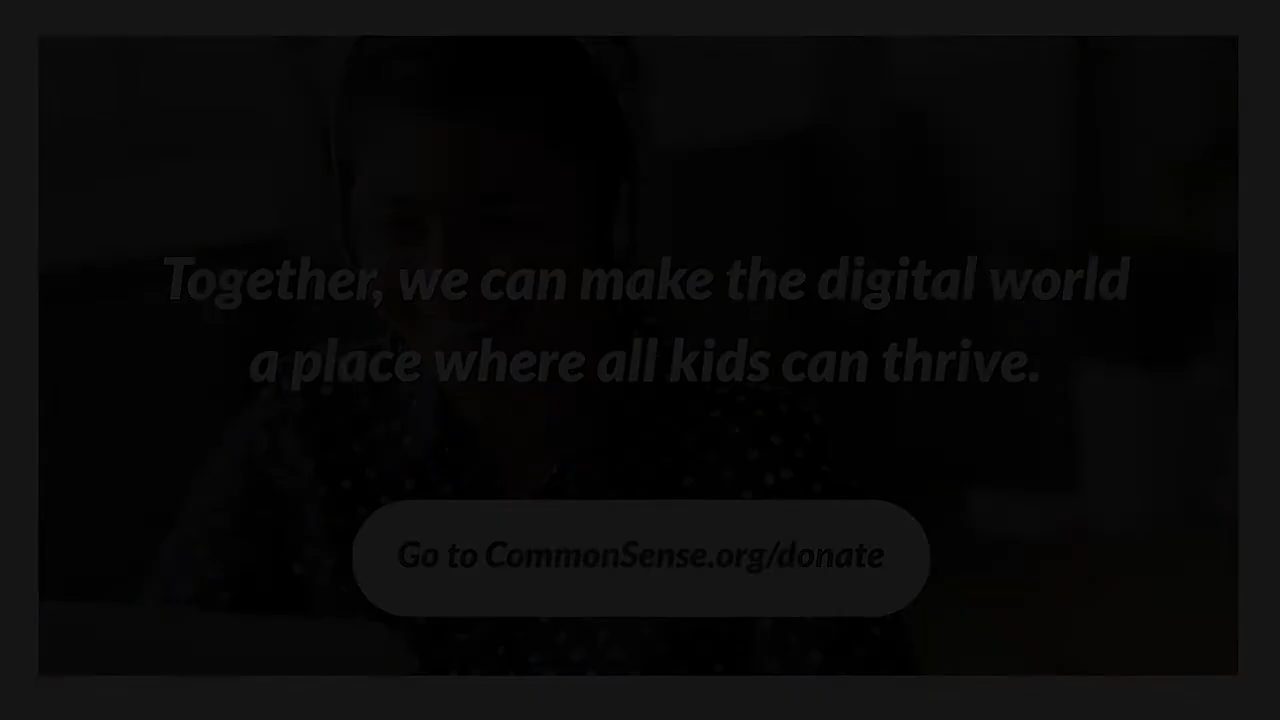 Together, we can make the digital world
a place where all kids can thrive.
Go to CommonSense.org/donate